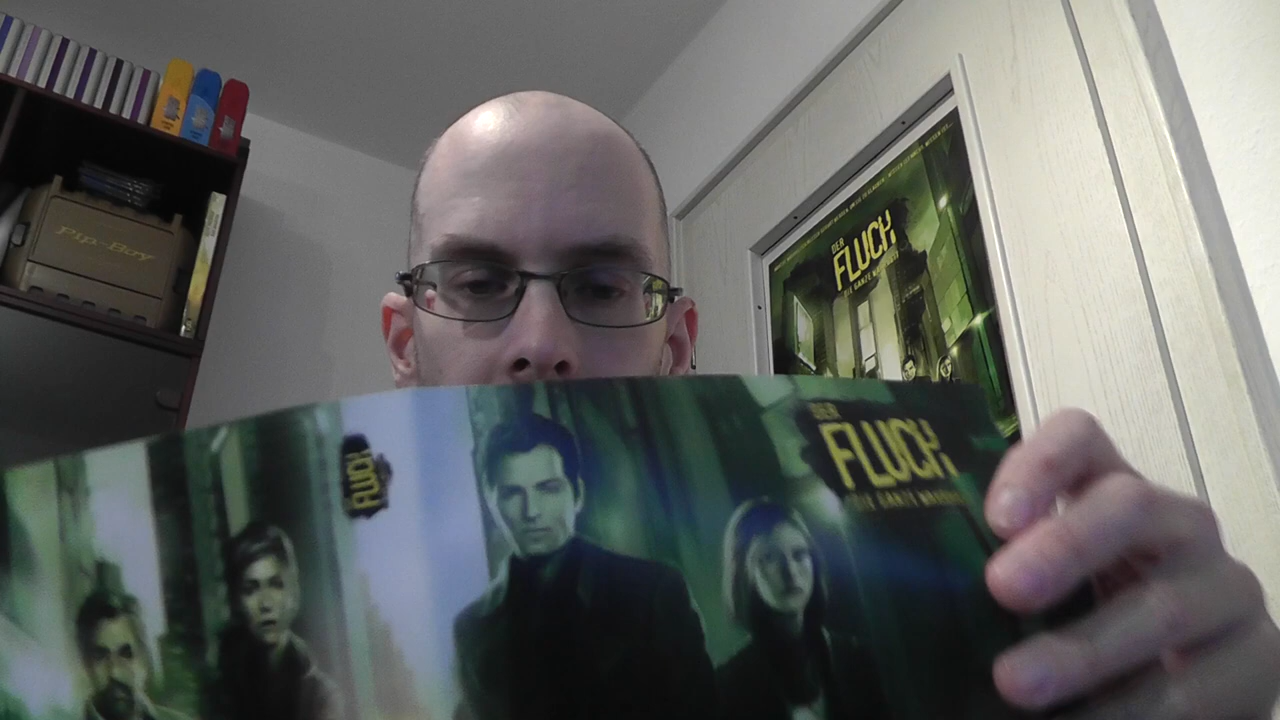 Pip-Boy
DER
FLUCH
DIE GANZE WAHRHEIT
FLUCH
DER
FLUCH
DIE GANZE WAHRHEIT